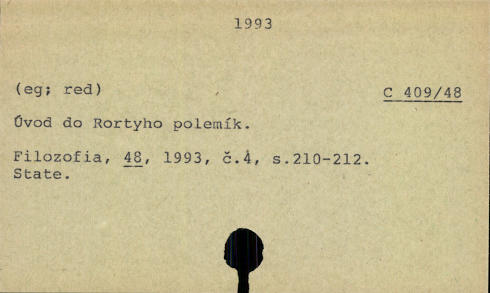 1993
(eg; red) C 409/48
Úvod do Rortyho polemík.
Filozofia, 48, 1993, č.4, s.210-212.
State.